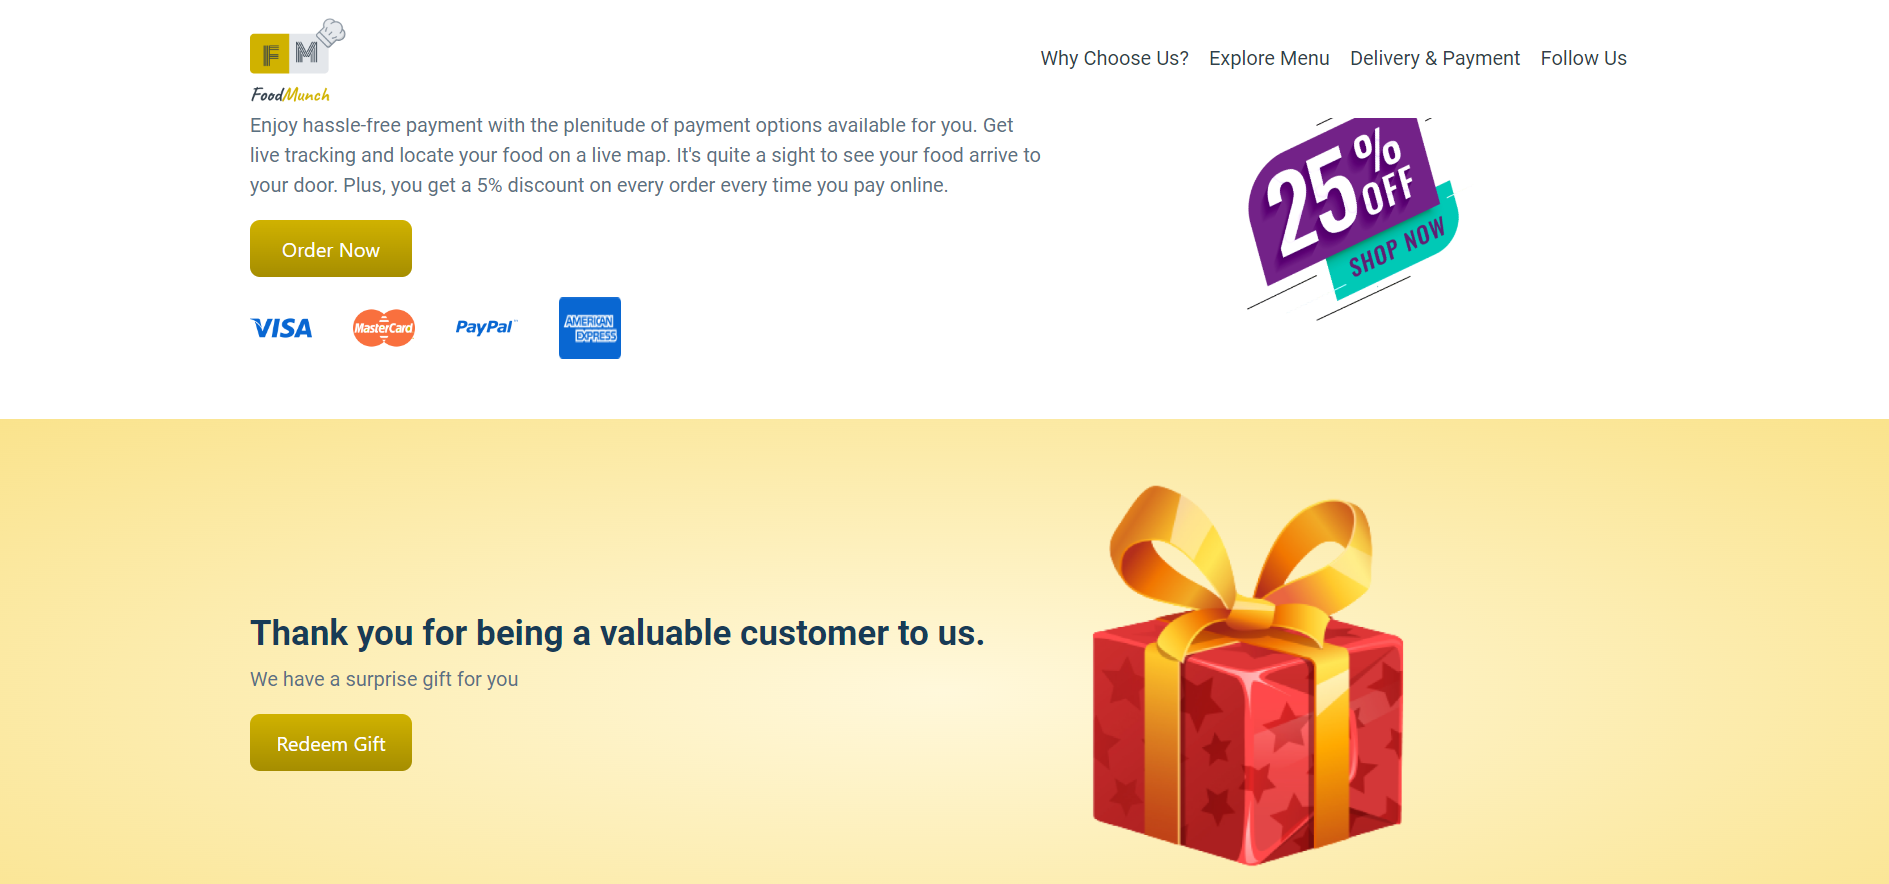 F M
FoodMunch
Why Choose Us? Explore Menu Delivery & Payment Follow Us
Enjoy hassle-free payment with the plenitude of payment options available for you. Get
live tracking and locate your food on a live map. It's quite a sight to see your food arrive to
your door. Plus, you get a 5% discount on every order every time you pay online.
Order Now
VISA
MasterCard
PayPal
AMERICAN
EXPRESS
25%
OFF
SHOP NOW
Thank you for being a valuable customer to us.
We have a surprise gift for you
Redeem Gift